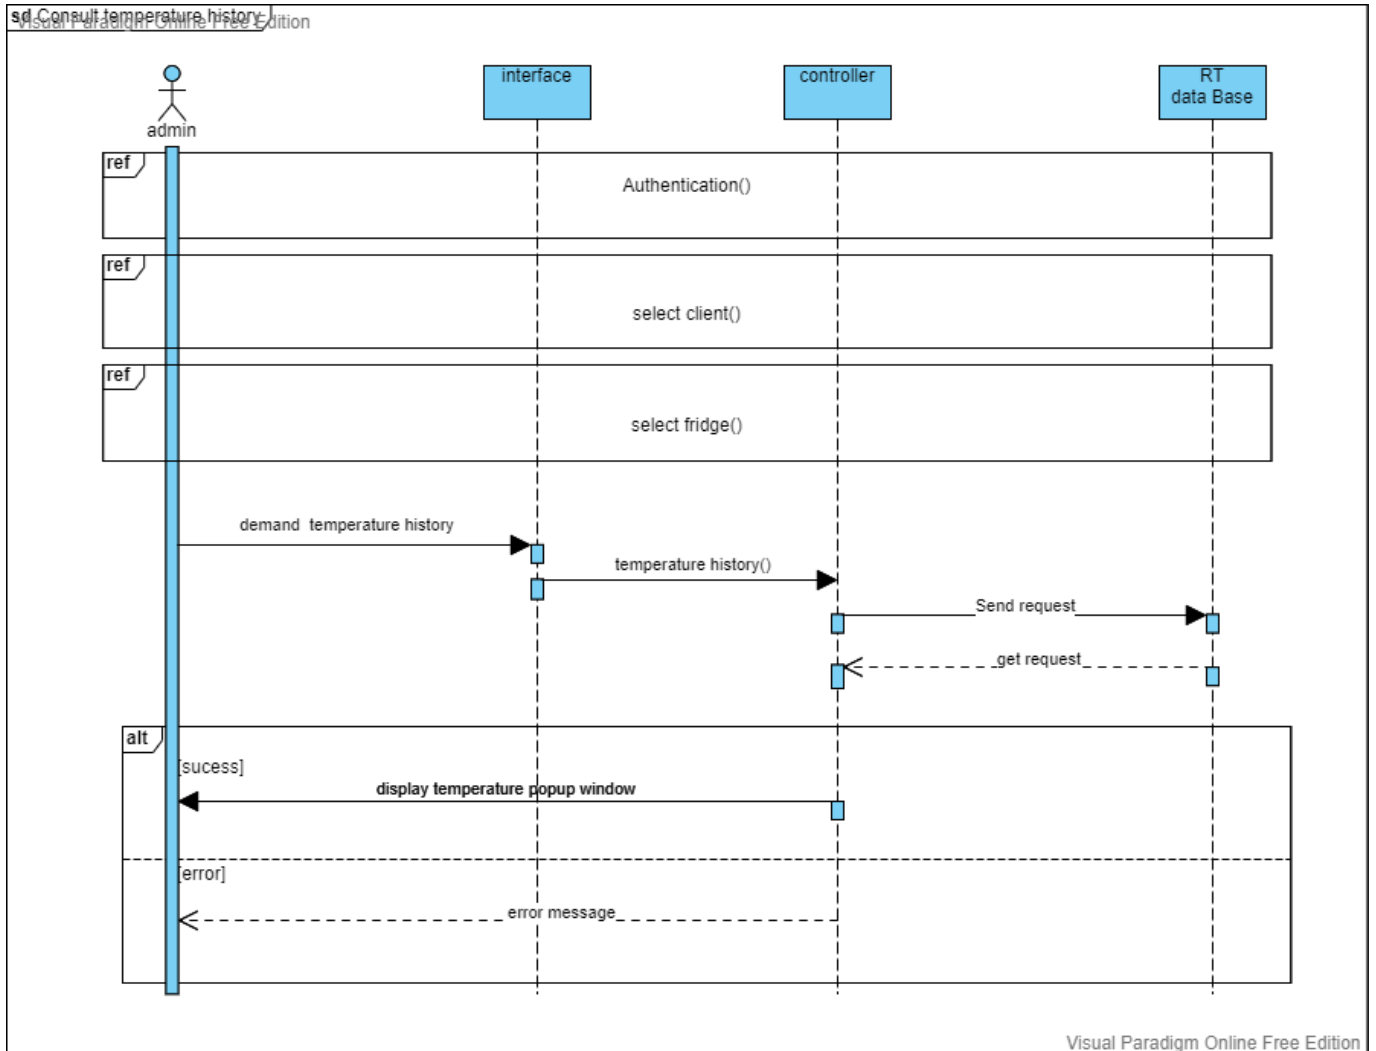 sd Consult temperature history
Visual Paradigm Online Free Edition
admin
interface
controller
RT
data Base
ref
Authentication()
ref
select client()
ref
select fridge()
demand  temperature history
temperature history()
Send request
get request
alt
[sucess]
display temperature popup window
[error]
error message
Visual Paradigm Online Free Edition